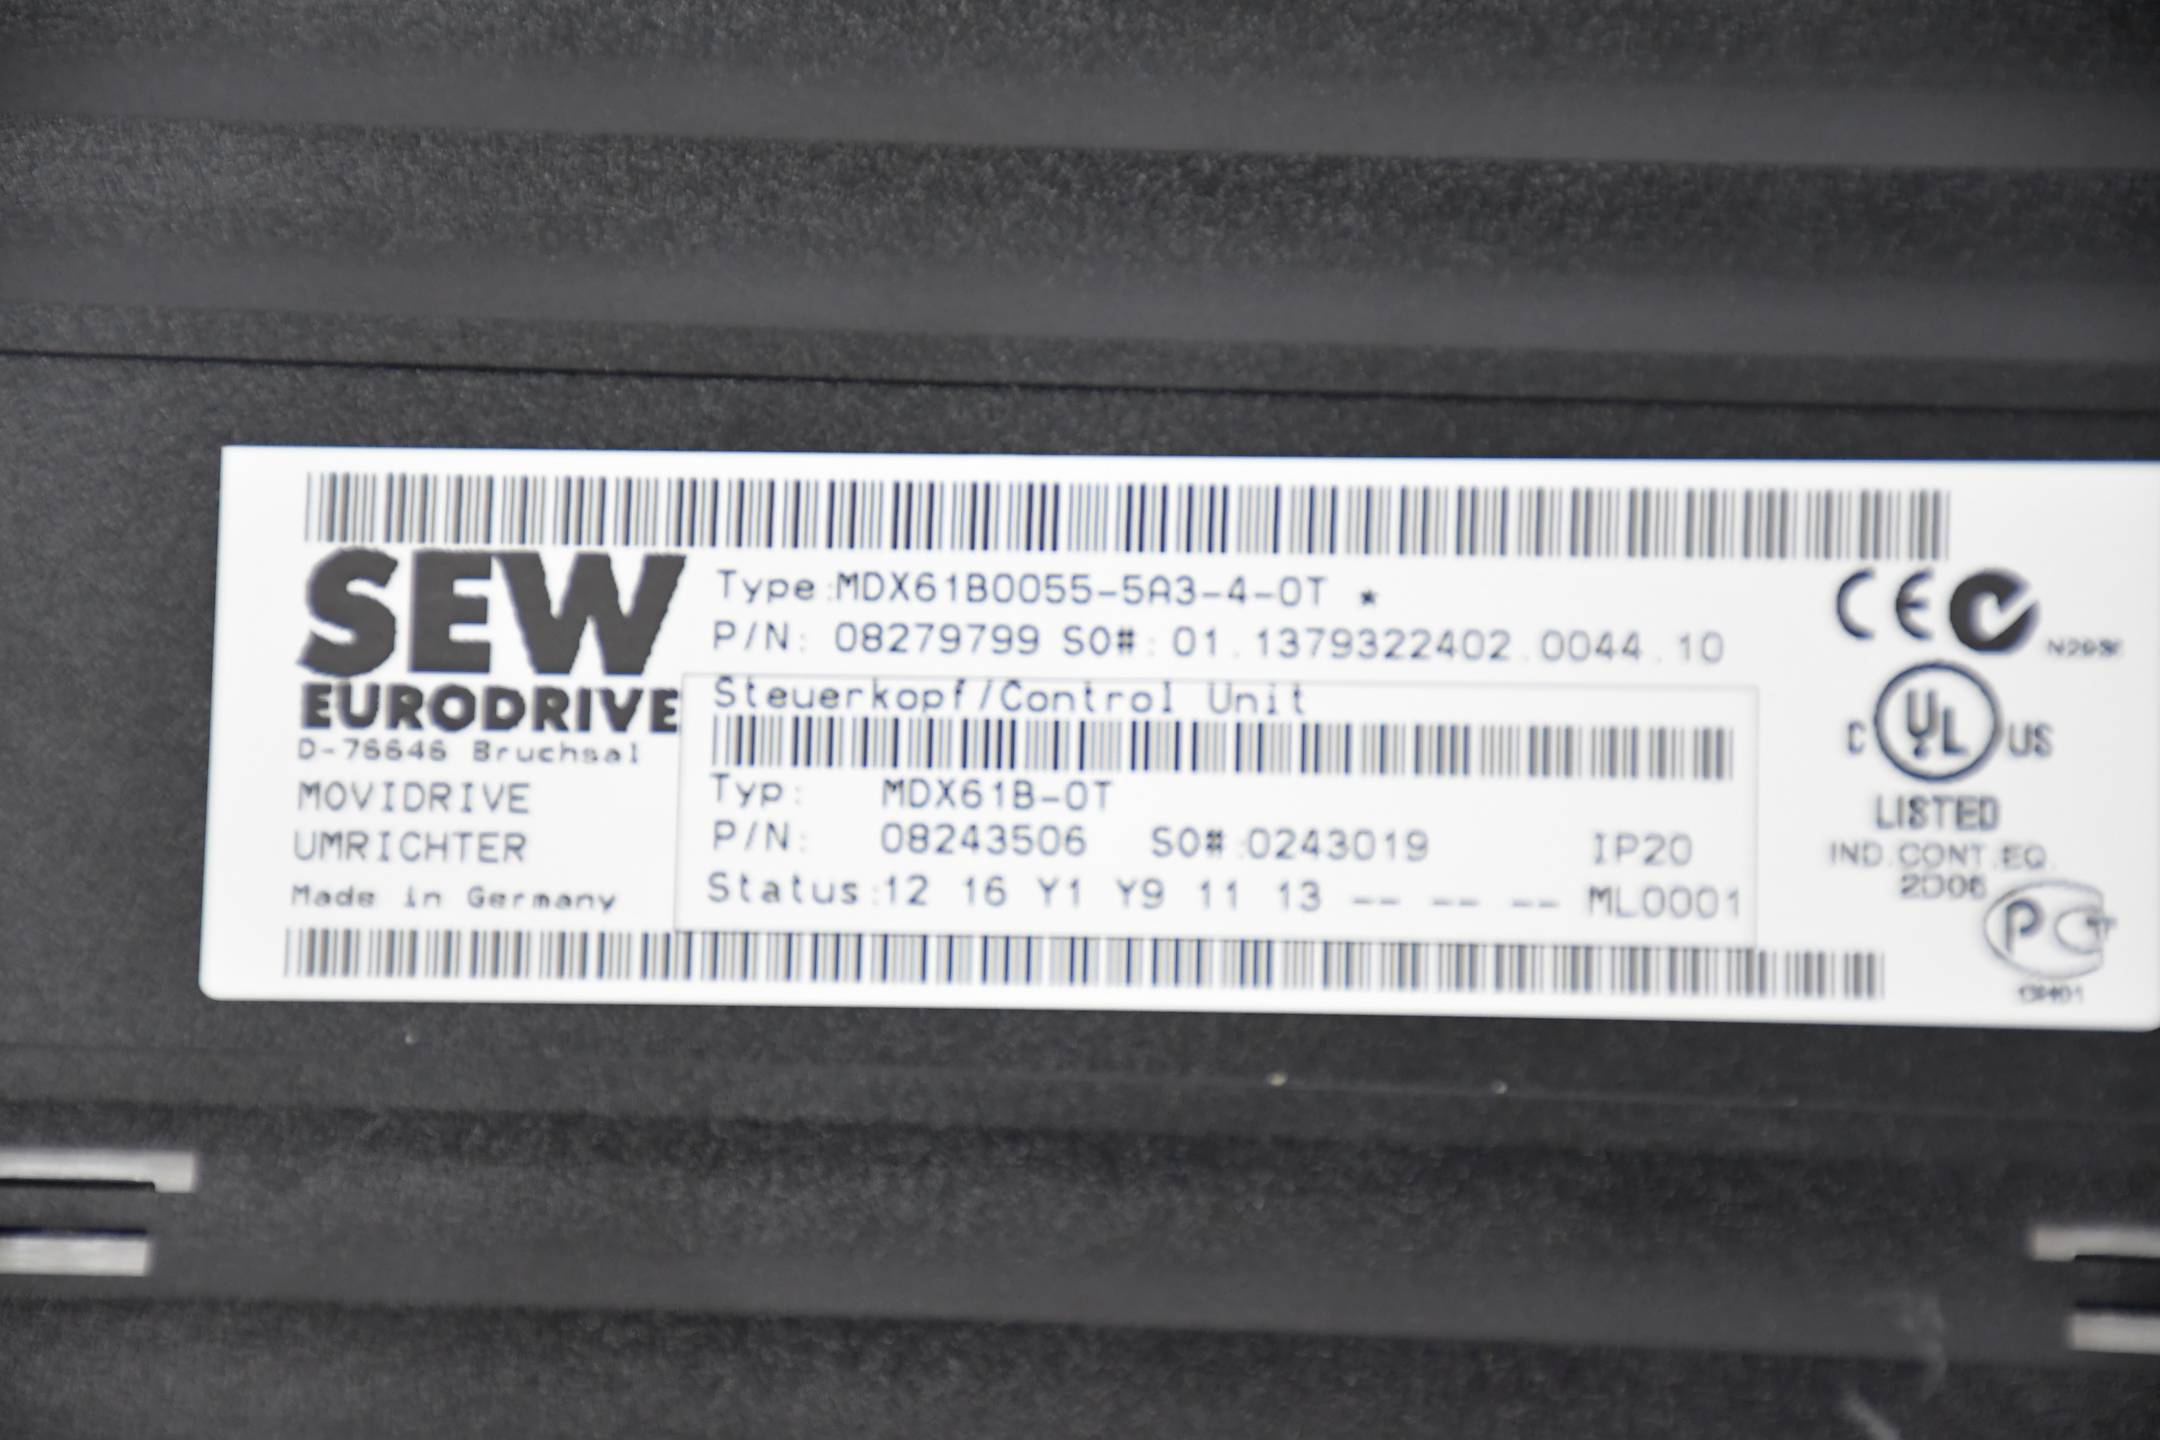 SEW
EURODRIVE
D-76646 Bruchsal
MOVIDRIVE
UMRICHTER
Made in Germany
Type:MDX61B0055-5A3-4-0T *
P/N: 08279799 SO#: 01.1379322402.0044.10
Steuerkopf/Control Unit
Typ: MDX61B-0T
P/N: 08243506 SO#:0243019 IP20
Status:12 16 Y1 Y9 11 13 -- -- -- ML0001
CE
C UL US
LISTED
IND.CONT.EQ.
2D06